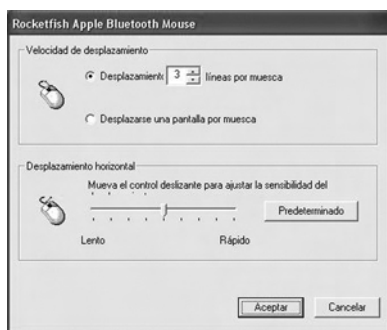 Rocketfish Apple Bluetooth Mouse
Velocidad de desplazamiento
Desplazamient 3 líneas por muesca
Desplazarse una pantalla por muesca
Desplazamiento horizontal
Mueva el control deslizante para ajustar la sensibilidad del
Predeterminado
Lento Rápido
Aceptar Cancelar